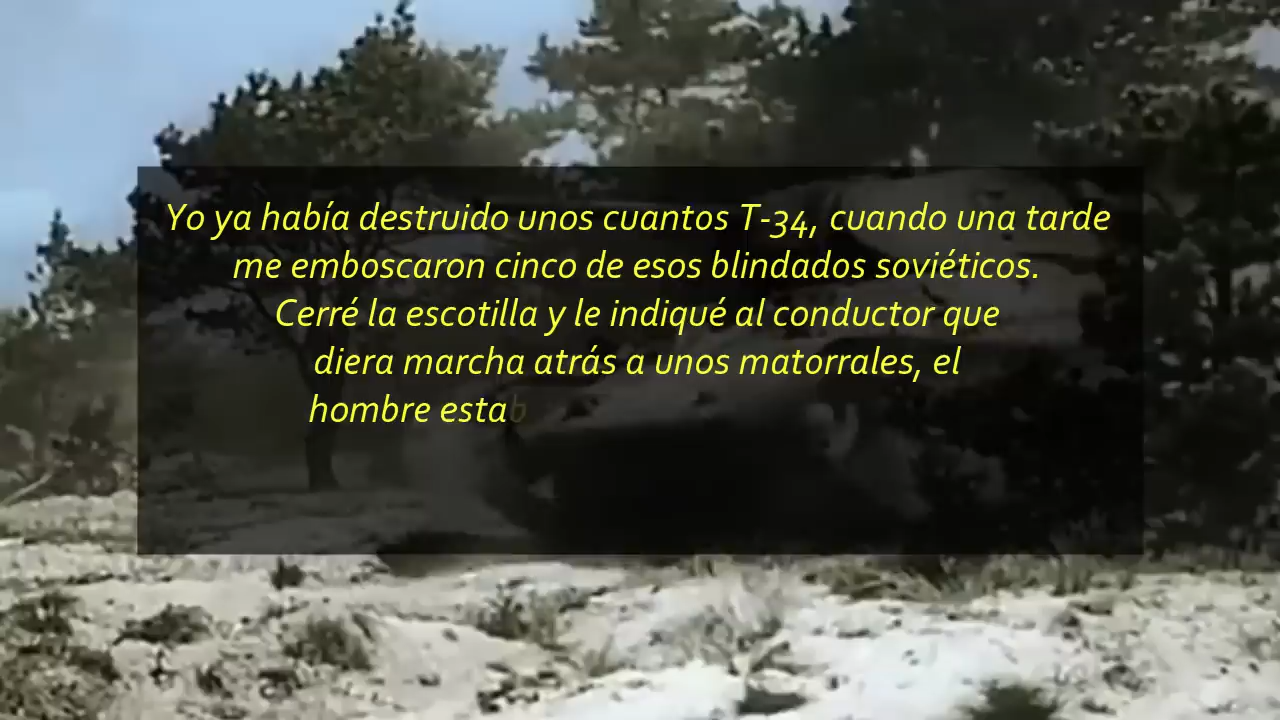 Yo ya había destruido unos cuantos T-34, cuando una tarde
me emboscaron cinco de esos blindados soviéticos.
Cerré la escotilla y le indiqué al conductor que
diera marcha atrás a unos matorrales, el
hombre estab